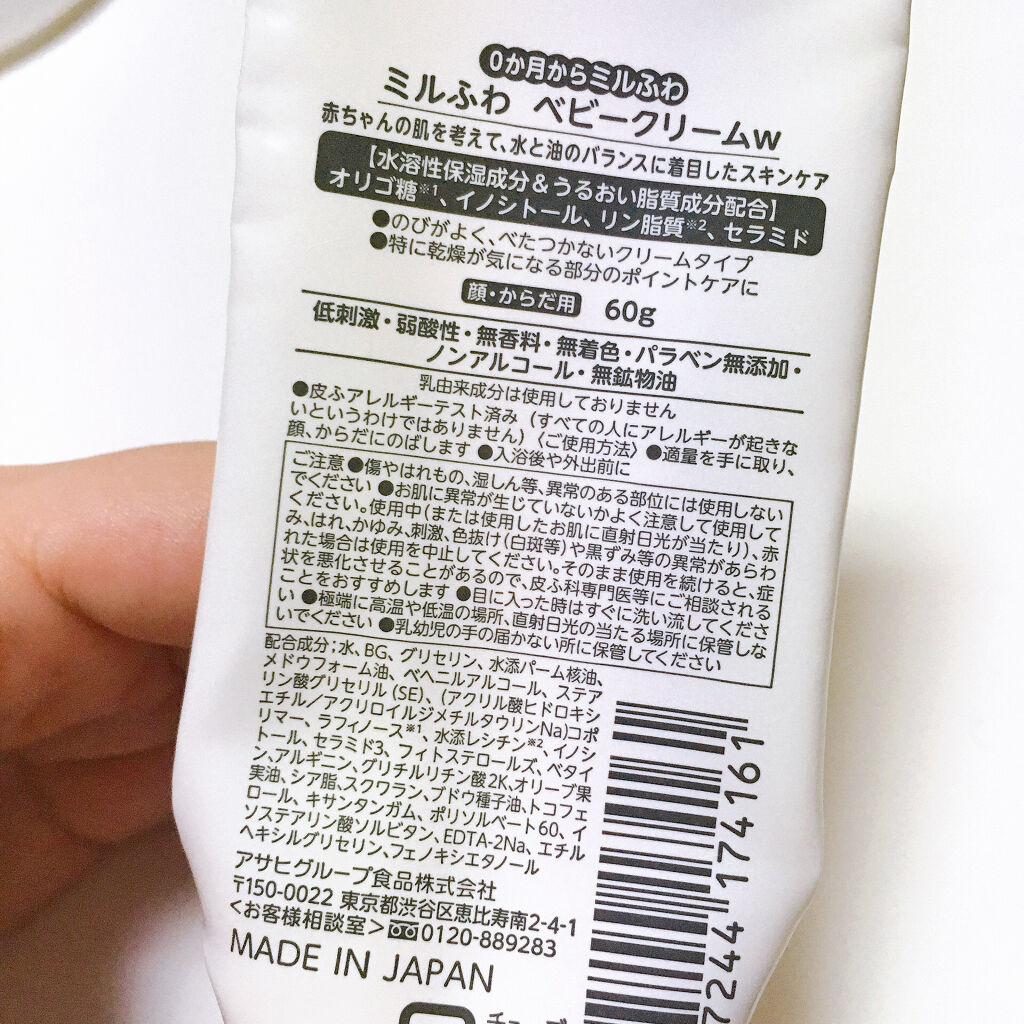 0か月からミルふわ
ミルふわ ベビークリームw
赤ちゃんの肌を考えて、水と油のバランスに着目したスキンケア
【水溶性保湿成分&うるおい脂質成分配合】
オリゴ糖※1、イノシトール、リン脂質※2、セラミド
●のびがよく、べたつかないクリームタイプ
●特に乾燥が気になる部分のポイントケアに
顔・からだ用 60g
低刺激・弱酸性・無香料・無着色・パラベン無添加・
ノンアルコール・無鉱物油
乳由来成分は使用しておりません
●皮ふアレルギーテスト済み(すべての人にアレルギーが起きな
いというわけではありません)〈ご使用方法〉●適量を手に取り、
顔、からだにのばします ●入浴後や外出前に
ご注意 ●傷やはれもの、湿しん等、異常のある部位には使用しない
でください ●お肌に異常が生じていないかよく注意して使用して
ください。使用中(または使用したお肌に直射日光が当たり)、赤
み、はれ、かゆみ、刺激、色抜け(白斑等)や黒ずみ等の異常があらわ
れた場合は使用を中止してください。そのまま使用を続けると、症
状を悪化させることがあるので、皮ふ科専門医等にご相談される
ことをおすすめします ●目に入った時はすぐに洗い流してくださ
い ●極端に高温や低温の場所、直射日光の当たる場所に保管しな
いでください ●乳幼児の手の届かない所に保管してください
配合成分;水、BG、グリセリン、水添パーム核油、
メドウフォーム油、ベヘニルアルコール、ステア
リン酸グリセリル(SE)、(アクリル酸ヒドロキシ
エチル/アクリロイルジメチルタウリンNa)コポ
リマー、ラフィノース※1、水添レシチン※2、イノシ
トール、セラミド3、フィトステロールズ、ベタイ
ン、アルギニン、グリチルリチン酸2K、オリーブ果
実油、シア脂、スクワラン、ブドウ種子油、トコフェ
ロール、キサンタンガム、ポリソルベート60、イ
ソステアリン酸ソルビタン、EDTA-2Na、エチル
ヘキシルグリセリン、フェノキシエタノール
アサヒグループ食品株式会社
〒150-0022 東京都渋谷区恵比寿南2-4-1
<お客様相談室>0120-889283
MADE IN JAPAN
7244 174161